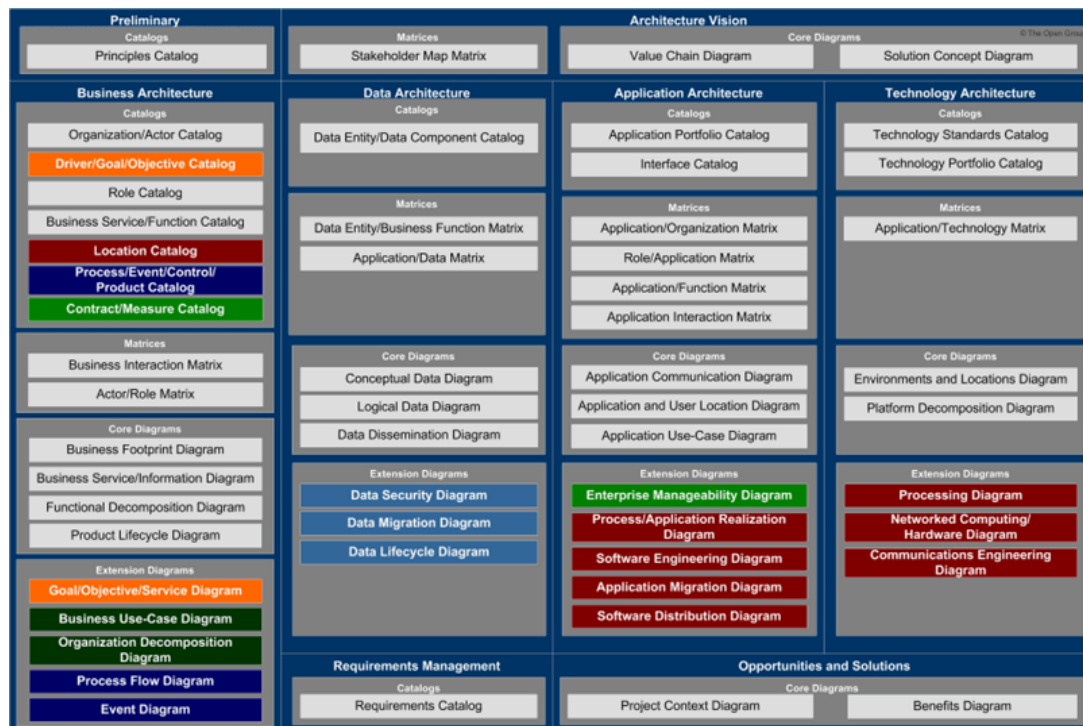 Preliminary
Catalogs
Principles Catalog
Architecture Vision
Matrices
Stakeholder Map Matrix
Core Diagrams
© The Open Group
Value Chain Diagram
Solution Concept Diagram
Business Architecture
Catalogs
Organization/Actor Catalog
Driver/Goal/Objective Catalog
Role Catalog
Business Service/Function Catalog
Location Catalog
Process/Event/Control/
Product Catalog
Contract/Measure Catalog
Matrices
Business Interaction Matrix
Actor/Role Matrix
Core Diagrams
Business Footprint Diagram
Business Service/Information Diagram
Functional Decomposition Diagram
Product Lifecycle Diagram
Extension Diagrams
Goal/Objective/Service Diagram
Business Use-Case Diagram
Organization Decomposition
Diagram
Process Flow Diagram
Event Diagram
Data Architecture
Catalogs
Data Entity/Data Component Catalog
Matrices
Data Entity/Business Function Matrix
Application/Data Matrix
Core Diagrams
Conceptual Data Diagram
Logical Data Diagram
Data Dissemination Diagram
Extension Diagrams
Data Security Diagram
Data Migration Diagram
Data Lifecycle Diagram
Application Architecture
Catalogs
Application Portfolio Catalog
Interface Catalog
Matrices
Application/Organization Matrix
Role/Application Matrix
Application/Function Matrix
Application Interaction Matrix
Core Diagrams
Application Communication Diagram
Application and User Location Diagram
Application Use-Case Diagram
Extension Diagrams
Enterprise Manageability Diagram
Process/Application Realization
Diagram
Software Engineering Diagram
Application Migration Diagram
Software Distribution Diagram
Technology Architecture
Catalogs
Technology Standards Catalog
Technology Portfolio Catalog
Matrices
Application/Technology Matrix
Core Diagrams
Environments and Locations Diagram
Platform Decomposition Diagram
Extension Diagrams
Processing Diagram
Networked Computing/
Hardware Diagram
Communications Engineering
Diagram
Requirements Management
Catalogs
Requirements Catalog
Opportunities and Solutions
Core Diagrams
Project Context Diagram
Benefits Diagram